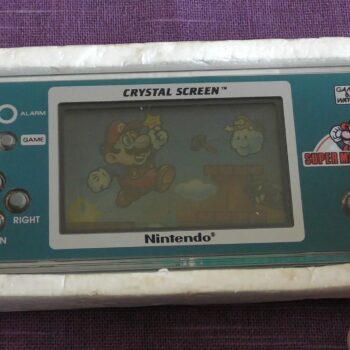 CRYSTAL SCREEN™
ALARM
GAME
RIGHT
SUPER M
Nintendo®